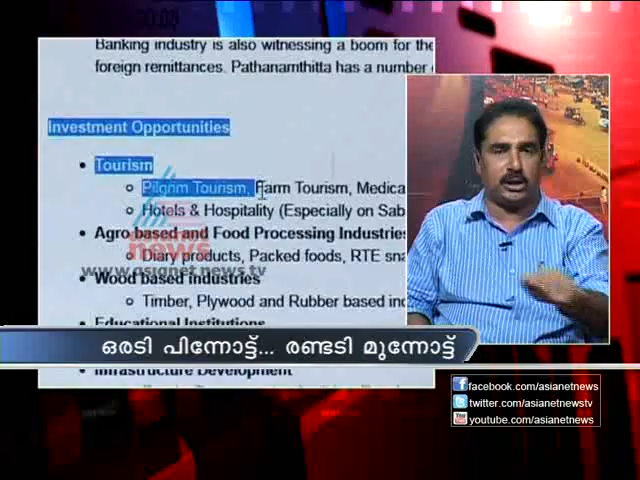 Banking industry is also witnessing a boom for the
foreign remittances. Pathanamthitta has a number
Investment Opportunities
• Tourism
o Pilgrim Tourism, Farm Tourism, Medica
o Hotels & Hospitality (Especially on Sab
• Agro based and Food Processing Industries
o Diary products, Packed foods, RTE sna
• Wood based industries
o Timber, Plywood and Rubber based inc
• Educational Institutions
• Infrastructure Development
asianet
news
www.asianetnews.tv
ഒരടി പിന്നോട്ട്... രണ്ടടി മുന്നോട്ട്
facebook.com/asianetnews
twitter.com/asianetnewstv
youtube.com/asianetnews